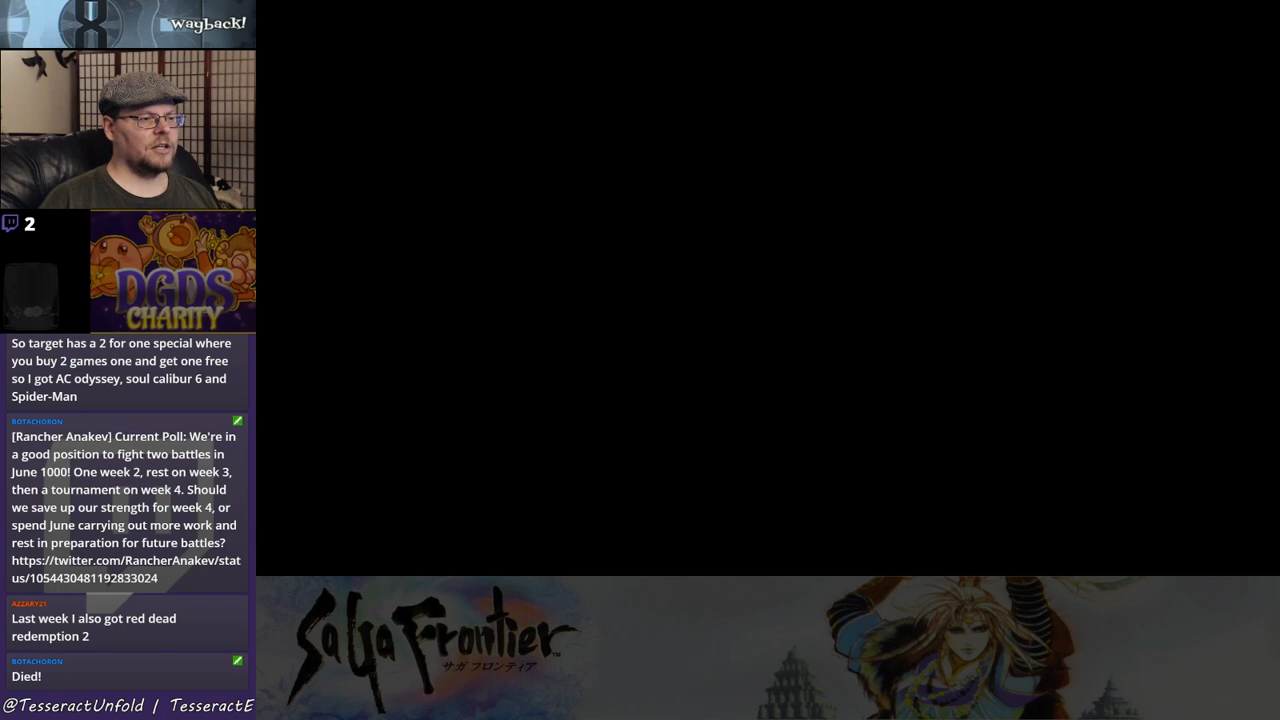 wayback!
2
DGDS
CHARITY
So target has a 2 for one special where
you buy 2 games one and get one free
so I got AC odyssey, soul calibur 6 and
Spider-Man
BOTACHORON
[Rancher Anakev] Current Poll: We're in
a good position to fight two battles in
June 1000! One week 2, rest on week 3,
then a tournament on week 4. Should
we save up our strength for week 4, or
spend June carrying out more work and
rest in preparation for future battles?
https://twitter.com/RancherAnakev/stat
us/1054430481192833024
AZZARY21
Last week I also got red dead
redemption 2
BOTACHORON
Died!
@TesseractUnfold / TesseractE
SaGa Frontier™
サガ フロンティア